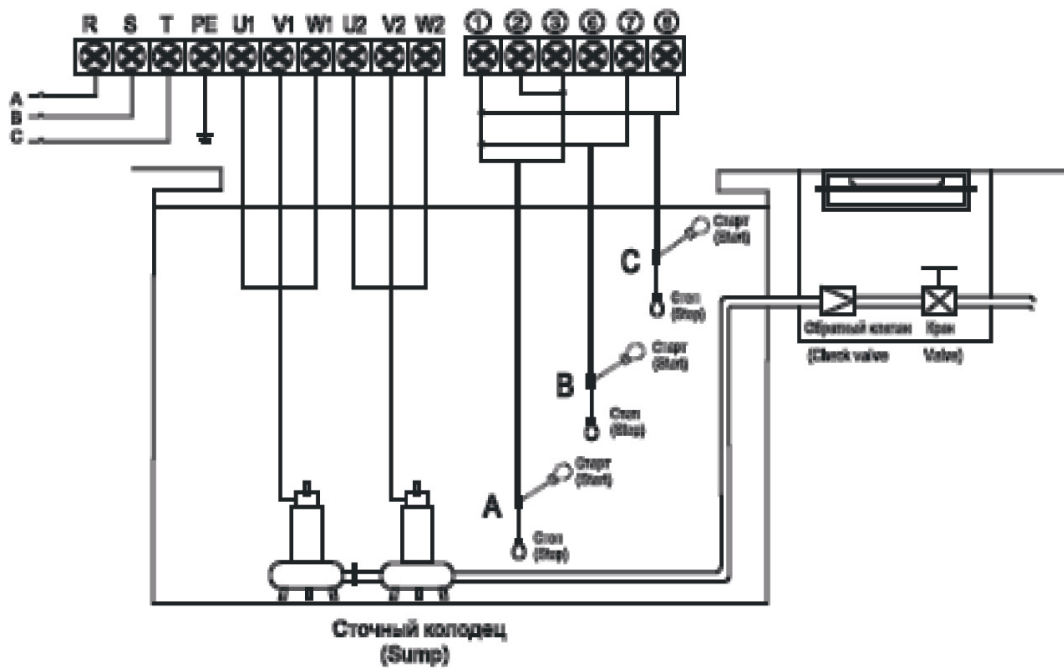 R S T PE U1 V1 W1 U2 V2 W2 ① ② ③ ⑥ ⑦ ⑧
A
B
C
Старт
(Start)
C
Стоп
(Stop)
Обратный клапан Кран
(Check valve Valve)
Старт
(Start)
B
Стоп
(Stop)
Старт
(Start)
A
Стоп
(Stop)
Сточный колодец
(Sump)